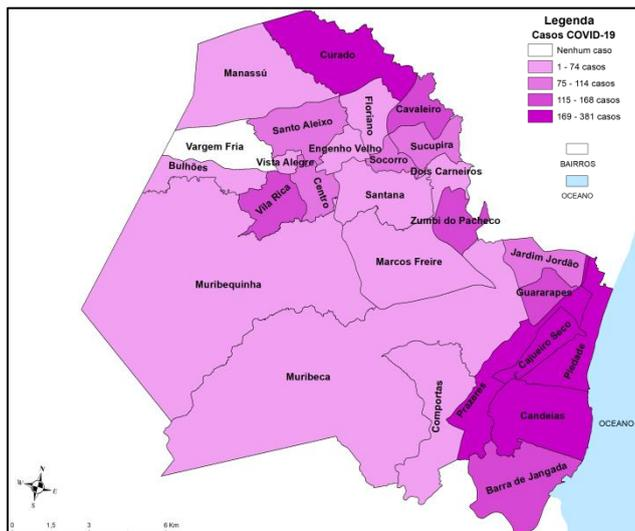 Legenda
Casos COVID-19
Nenhum caso
1 - 74 casos
75 - 114 casos
115 - 168 casos
169 - 381 casos
BAIRROS
OCEANO
Curado
Manassú
Floriano
Cavaleiro
Santo Aleixo
Vargem Fria
Engenho Velho
Sucupira
Socorro
Vista Alegre
Bulhões
Dois Carneiros
Vila Rica
Centro
Santana
Zumbi do Pacheco
Marcos Freire
Jardim Jordão
Muribequinha
Guararapes
Cajueiro Seco
Piedade
Muribeca
Comportas
Prazeres
Candeias
OCEANO
Barra de Jangada
N
W
E
S
0 1,5 3 6 Km